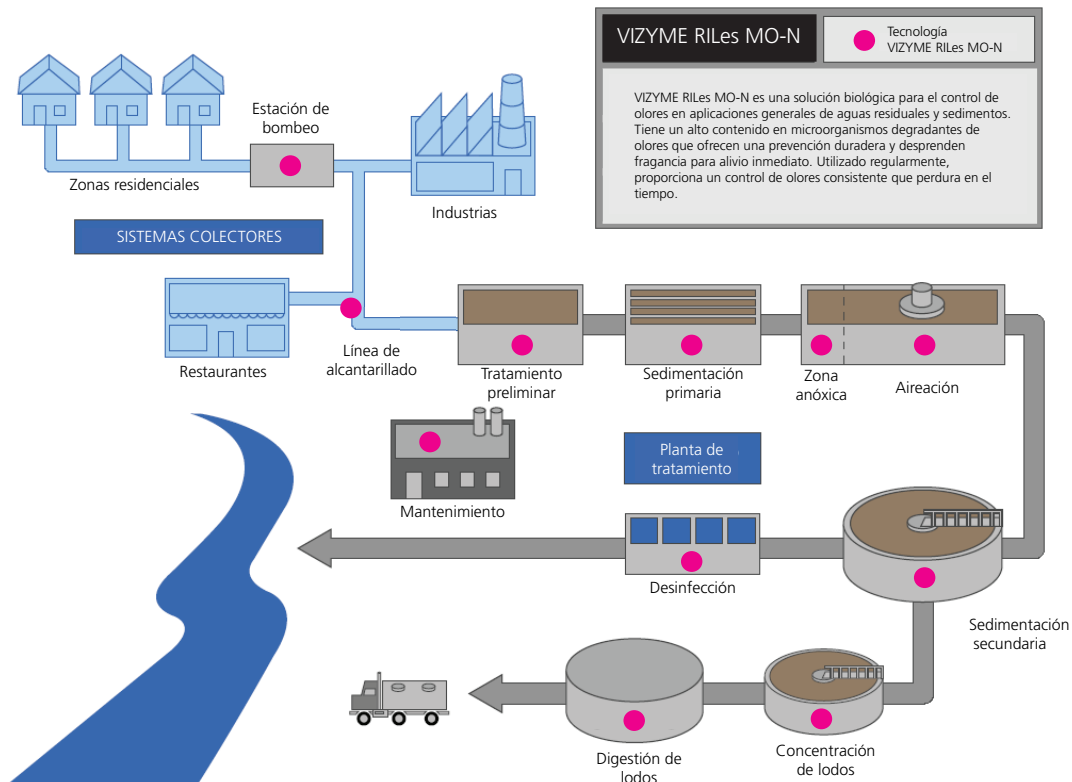 VIZYME RILes MO-N
Tecnología
VIZYME RILes MO-N
VIZYME RILes MO-N es una solución biológica para el control de
olores en aplicaciones generales de aguas residuales y sedimentos.
Tiene un alto contenido en microorganismos degradantes de
olores que ofrecen una prevención duradera y desprenden
fragancia para alivio inmediato. Utilizado regularmente,
proporciona un control de olores consistente que perdura en el
tiempo.
Estación de
bombeo
Zonas residenciales
Industrias
SISTEMAS COLECTORES
Restaurantes
Línea de
alcantarillado
Tratamiento
preliminar
Sedimentación
primaria
Zona
anóxica
Aireación
Mantenimiento
Planta de
tratamiento
Desinfección
Sedimentación
secundaria
Digestión de
lodos
Concentración
de lodos